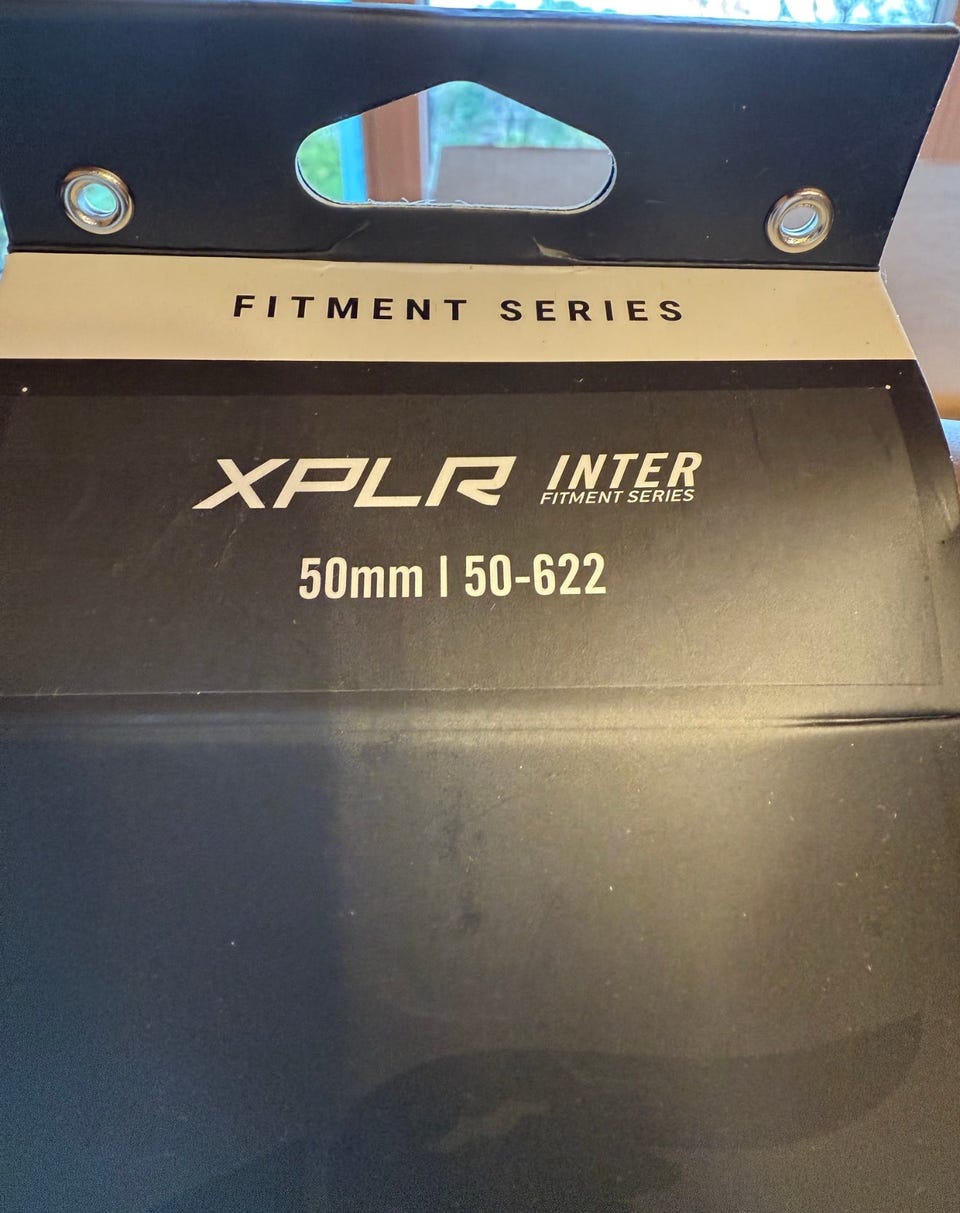 FITMENT SERIES
XPLR INTER
FITMENT SERIES
50mm | 50-622